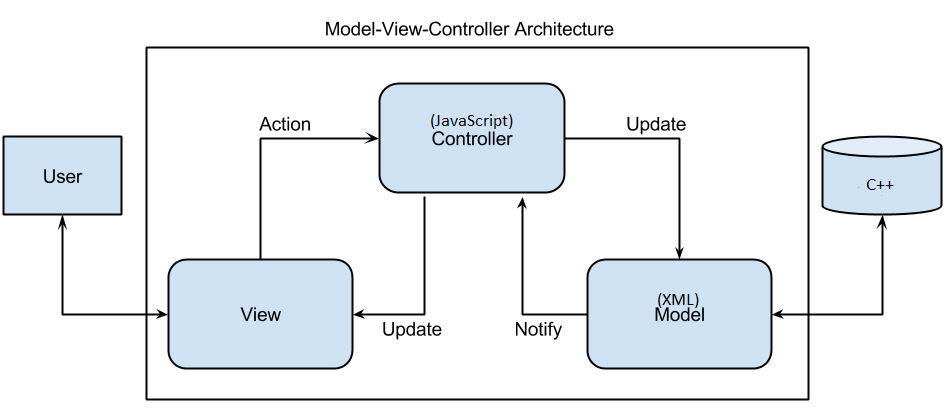 Model-View-Controller Architecture
Action
(JavaScript)
Controller
Update
User
C++
View
Update
Notify
(XML)
Model